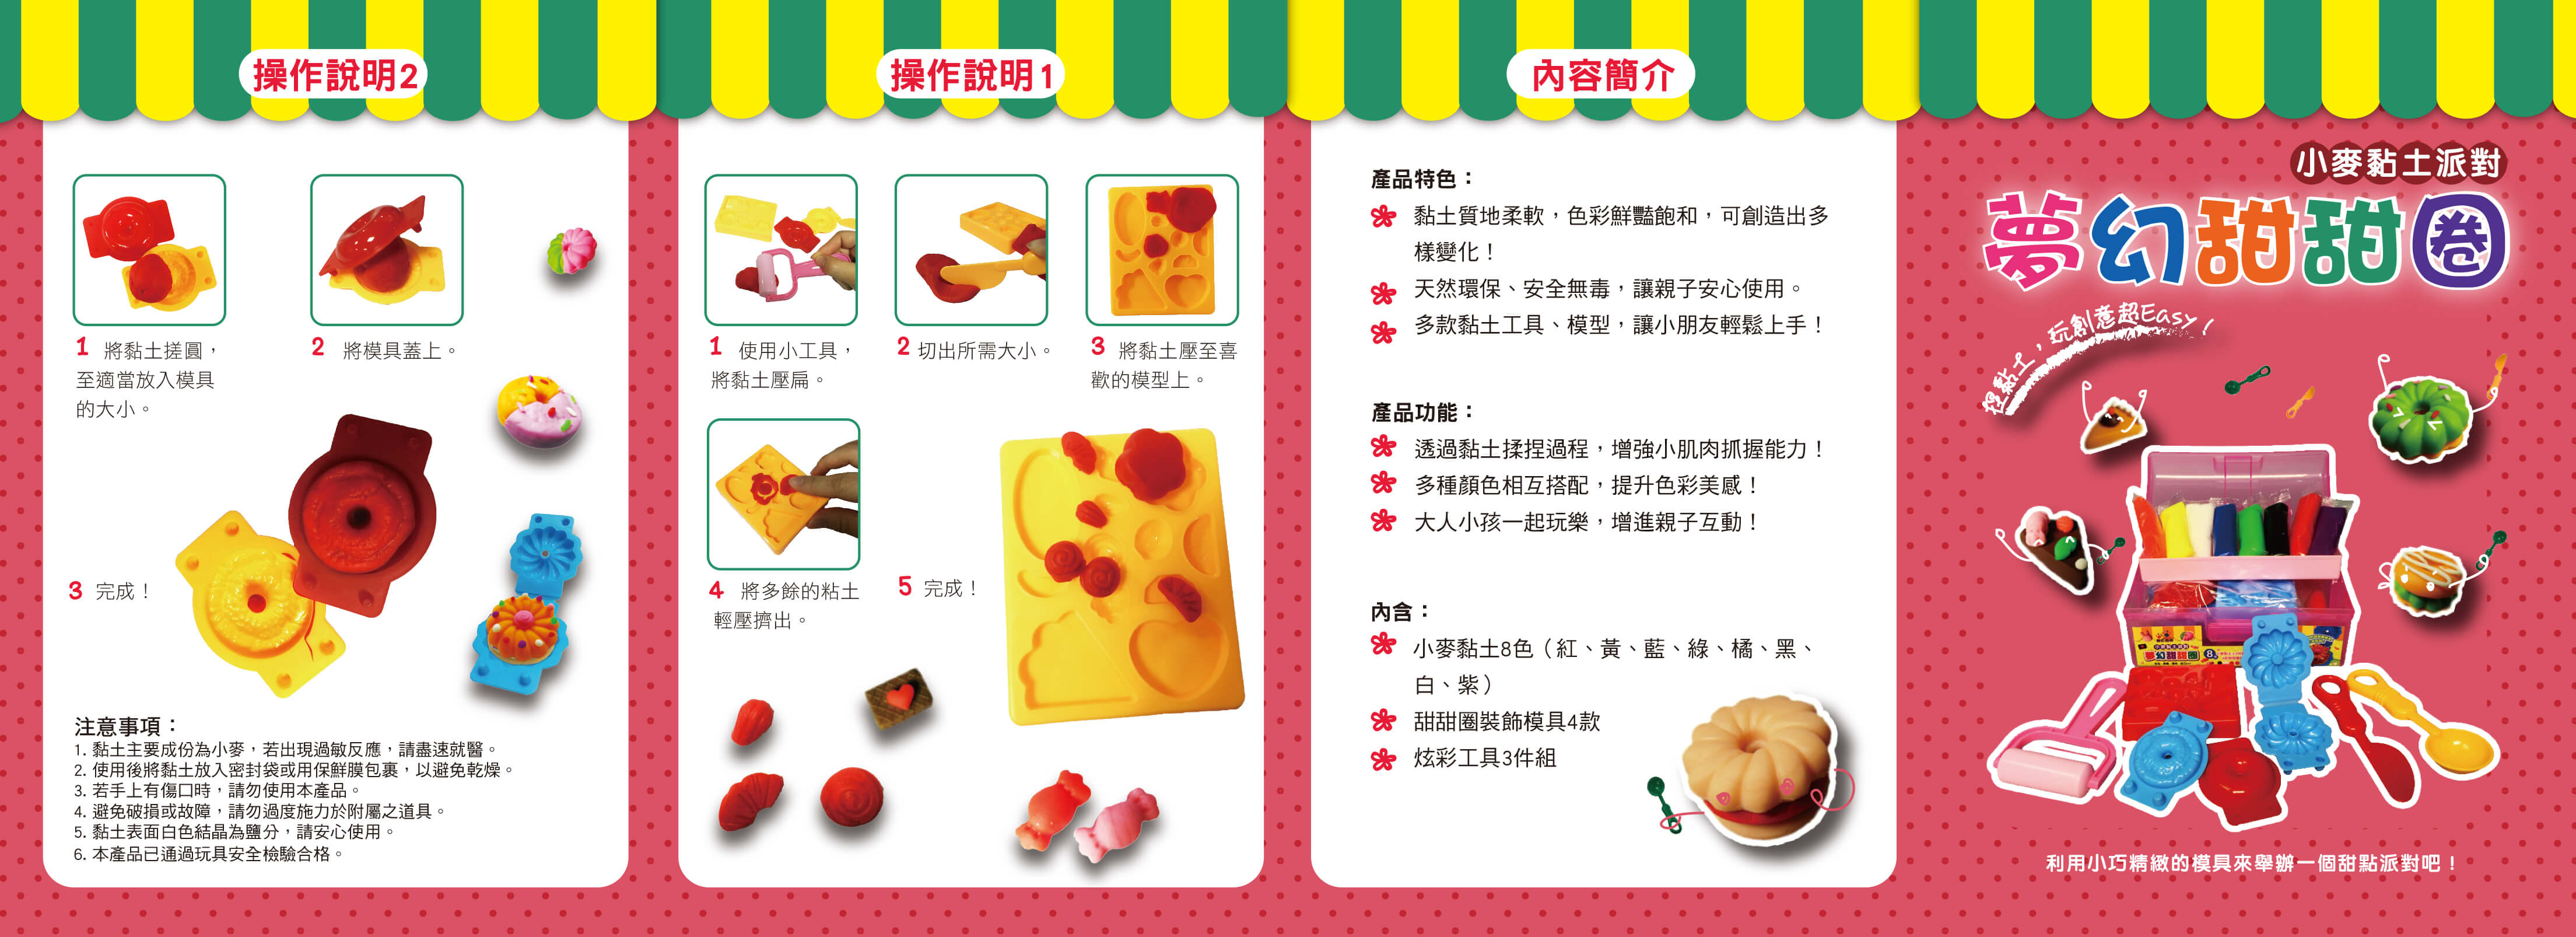 操作說明2
1 將黏土搓圓，
至適當放入模具
的大小。
2 將模具蓋上。
3 完成！
注意事項：
1. 黏土主要成份為小麥，若出現過敏反應，請盡速就醫。
2. 使用後將黏土放入密封袋或用保鮮膜包裹，以避免乾燥。
3. 若手上有傷口時，請勿使用本產品。
4. 避免破損或故障，請勿過度施力於附屬之道具。
5. 黏土表面白色結晶為鹽分，請安心使用。
6. 本產品已通過玩具安全檢驗合格。
操作說明1
1 使用小工具，
將黏土壓扁。
2 切出所需大小。
3 將黏土壓至喜
歡的模型上。
4 將多餘的粘土
輕壓擠出。
5 完成！
內容簡介
產品特色：
黏土質地柔軟，色彩鮮豔飽和，可創造出多
樣變化！
天然環保、安全無毒，讓親子安心使用。
多款黏土工具、模型，讓小朋友輕鬆上手！
產品功能：
透過黏土揉捏過程，增強小肌肉抓握能力！
多種顏色相互搭配，提升色彩美感！
大人小孩一起玩樂，增進親子互動！
內含：
小麥黏土8色（紅、黃、藍、綠、橘、黑、
白、紫）
甜甜圈裝飾模具4款
炫彩工具3件組
小麥黏土派對
夢幻甜甜圈
捏黏土，玩創意超Easy！
夢幻甜甜圈 8
利用小巧精緻的模具來舉辦一個甜點派對吧！